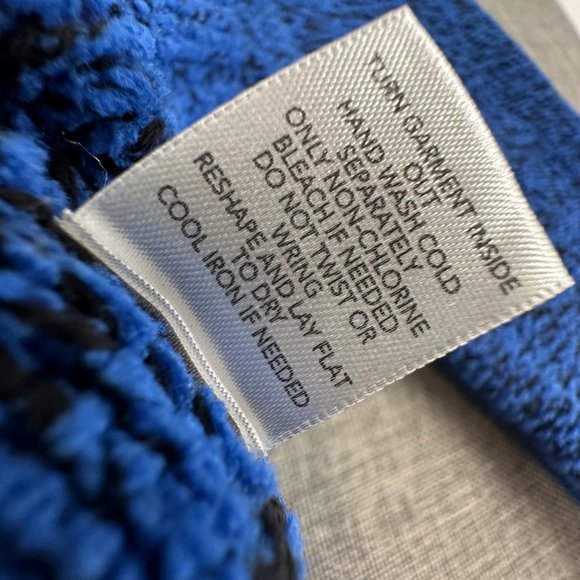 TURN GARMENT INSIDE
OUT
HAND WASH COLD
SEPARATELY
ONLY NON-CHLORINE
BLEACH IF NEEDED
DO NOT TWIST OR
WRING
RESHAPE AND LAY FLAT
TO DRY
COOL IRON IF NEEDED